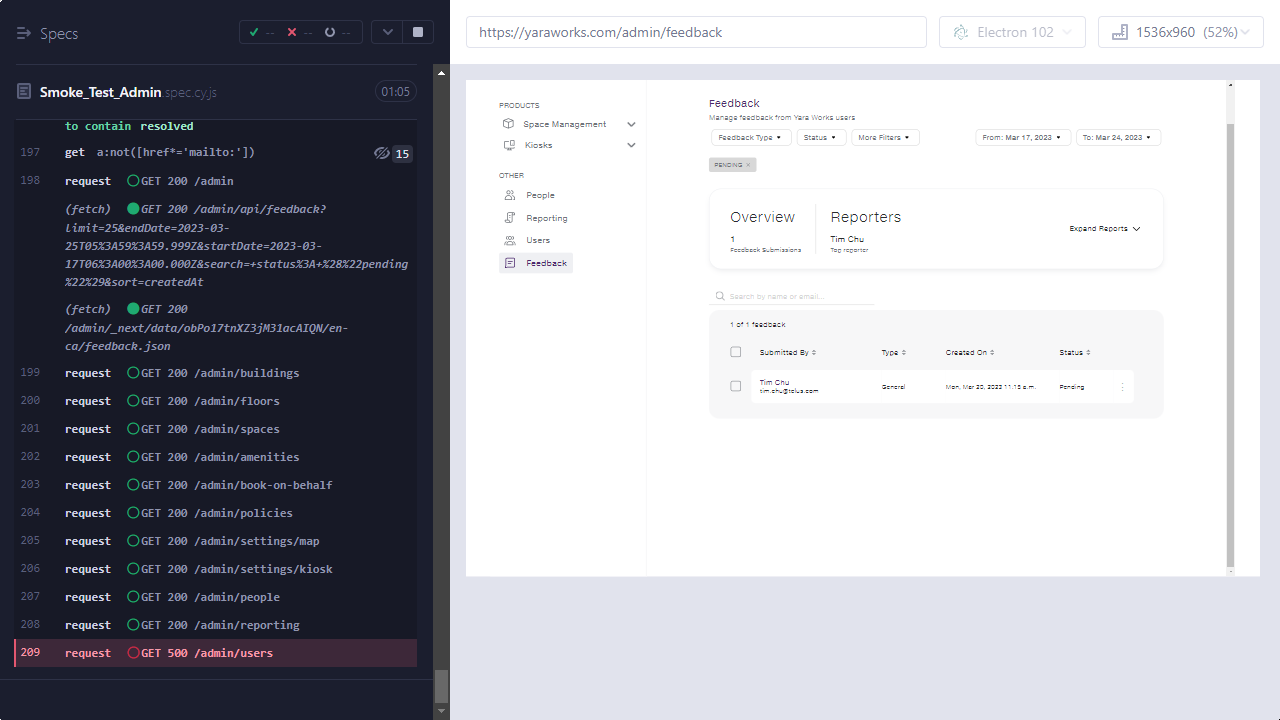 Specs
--
--
--
Smoke_Test_Admin.spec.cy.js
01:05
to contain resolved
197 get a:not([href*='mailto:']) 15
198 request GET 200 /admin
(fetch) GET 200 /admin/api/feedback?
limit=25&endDate=2023-03-
25T05%3A59%3A59.999Z&startDate=2023-03-
17T06%3A00%3A00.000Z&search=+status%3A+%28%22pending
%22%29&sort=createdAt
(fetch) GET 200
/admin/_next/data/obPo17tnXZ3jM31acAIQN/en-
ca/feedback.json
199 request GET 200 /admin/buildings
200 request GET 200 /admin/floors
201 request GET 200 /admin/spaces
202 request GET 200 /admin/amenities
203 request GET 200 /admin/book-on-behalf
204 request GET 200 /admin/policies
205 request GET 200 /admin/settings/map
206 request GET 200 /admin/settings/kiosk
207 request GET 200 /admin/people
208 request GET 200 /admin/reporting
209 request GET 500 /admin/users
https://yaraworks.com/admin/feedback
Electron 102
1536x960 (52%)
PRODUCTS
Space Management
Kiosks
OTHER
People
Reporting
Users
Feedback
Feedback
Manage feedback from Yara Works users
Feedback Type
Status
More Filters
From: Mar 17, 2023
To: Mar 24, 2023
PENDING ×
Overview
1
Feedback Submissions
Reporters
Tim Chu
Top reporter
Expand Reports
Search by name or email...
1 of 1 feedback
Submitted By Type Created On Status
Tim Chu
tim.chu@telus.com
General
Mon, Mar 20, 2023 11:15 a.m.
Pending